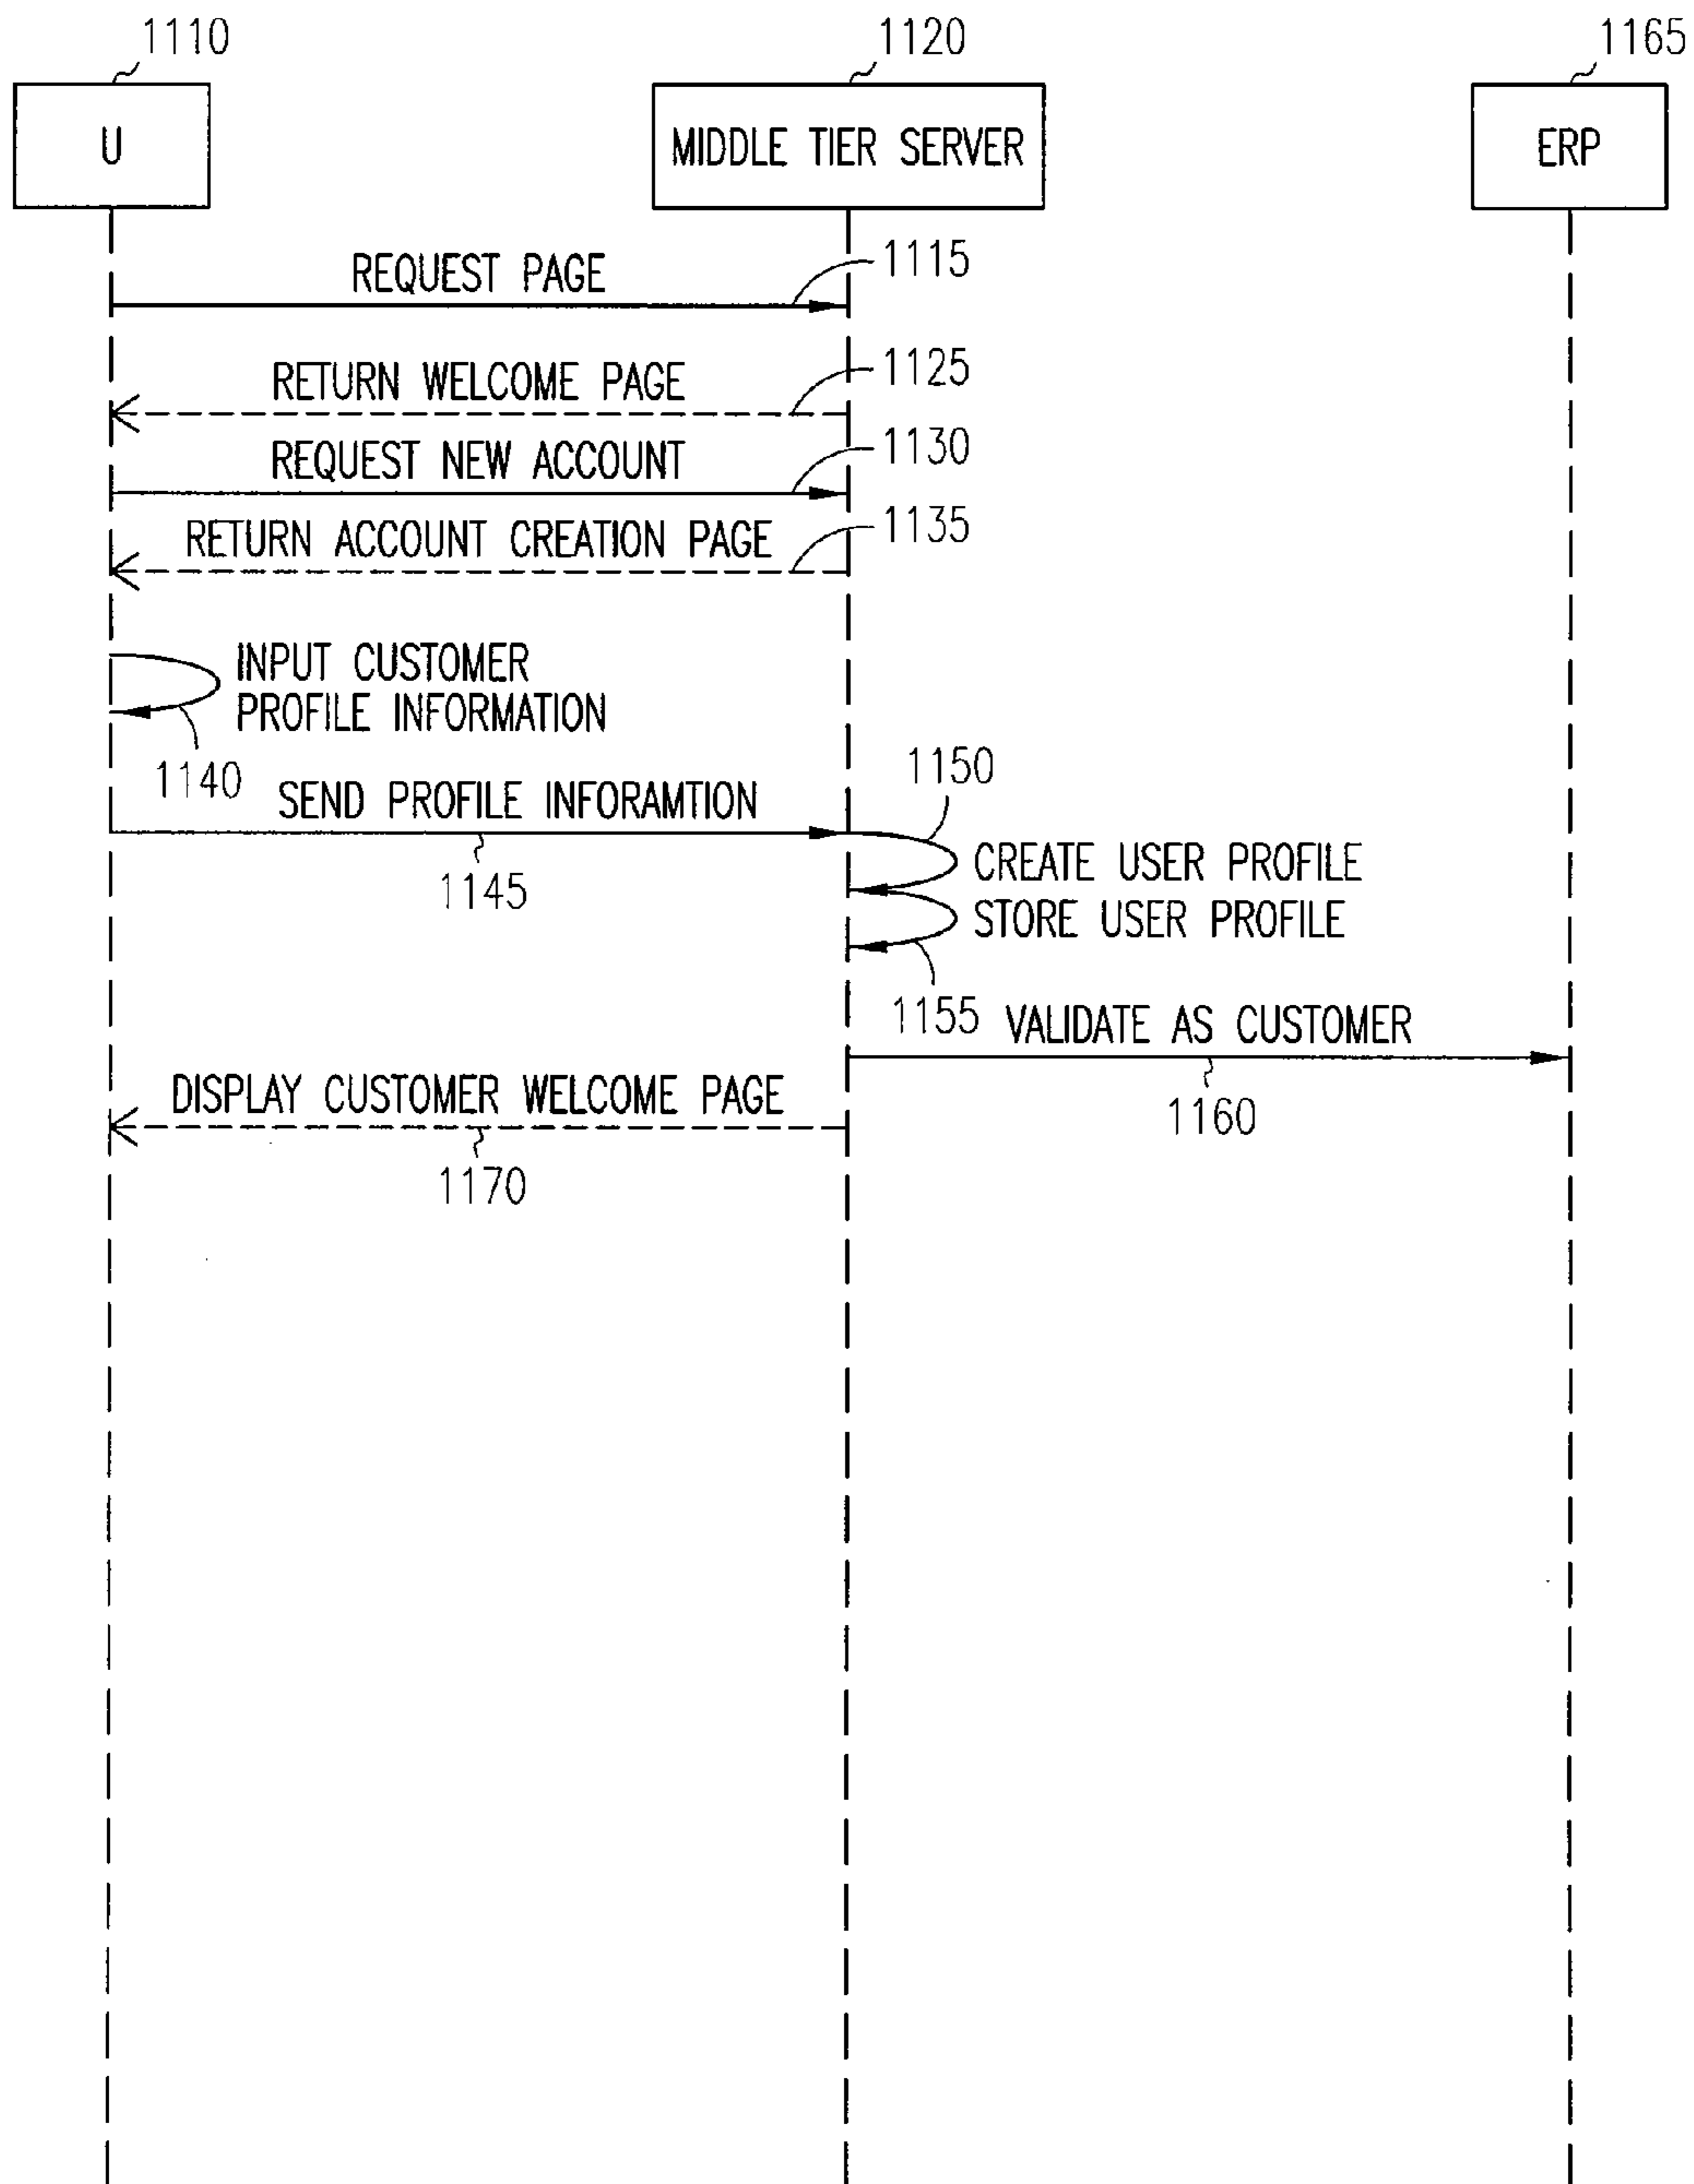 1110
1120
1165
U
MIDDLE TIER SERVER
ERP
REQUEST PAGE
1115
RETURN WELCOME PAGE
1125
REQUEST NEW ACCOUNT
1130
RETURN ACCOUNT CREATION PAGE
1135
INPUT CUSTOMER
PROFILE INFORMATION
1140
SEND PROFILE INFORAMTION
1145
1150
CREATE USER PROFILE
STORE USER PROFILE
1155
VALIDATE AS CUSTOMER
1160
DISPLAY CUSTOMER WELCOME PAGE
1170